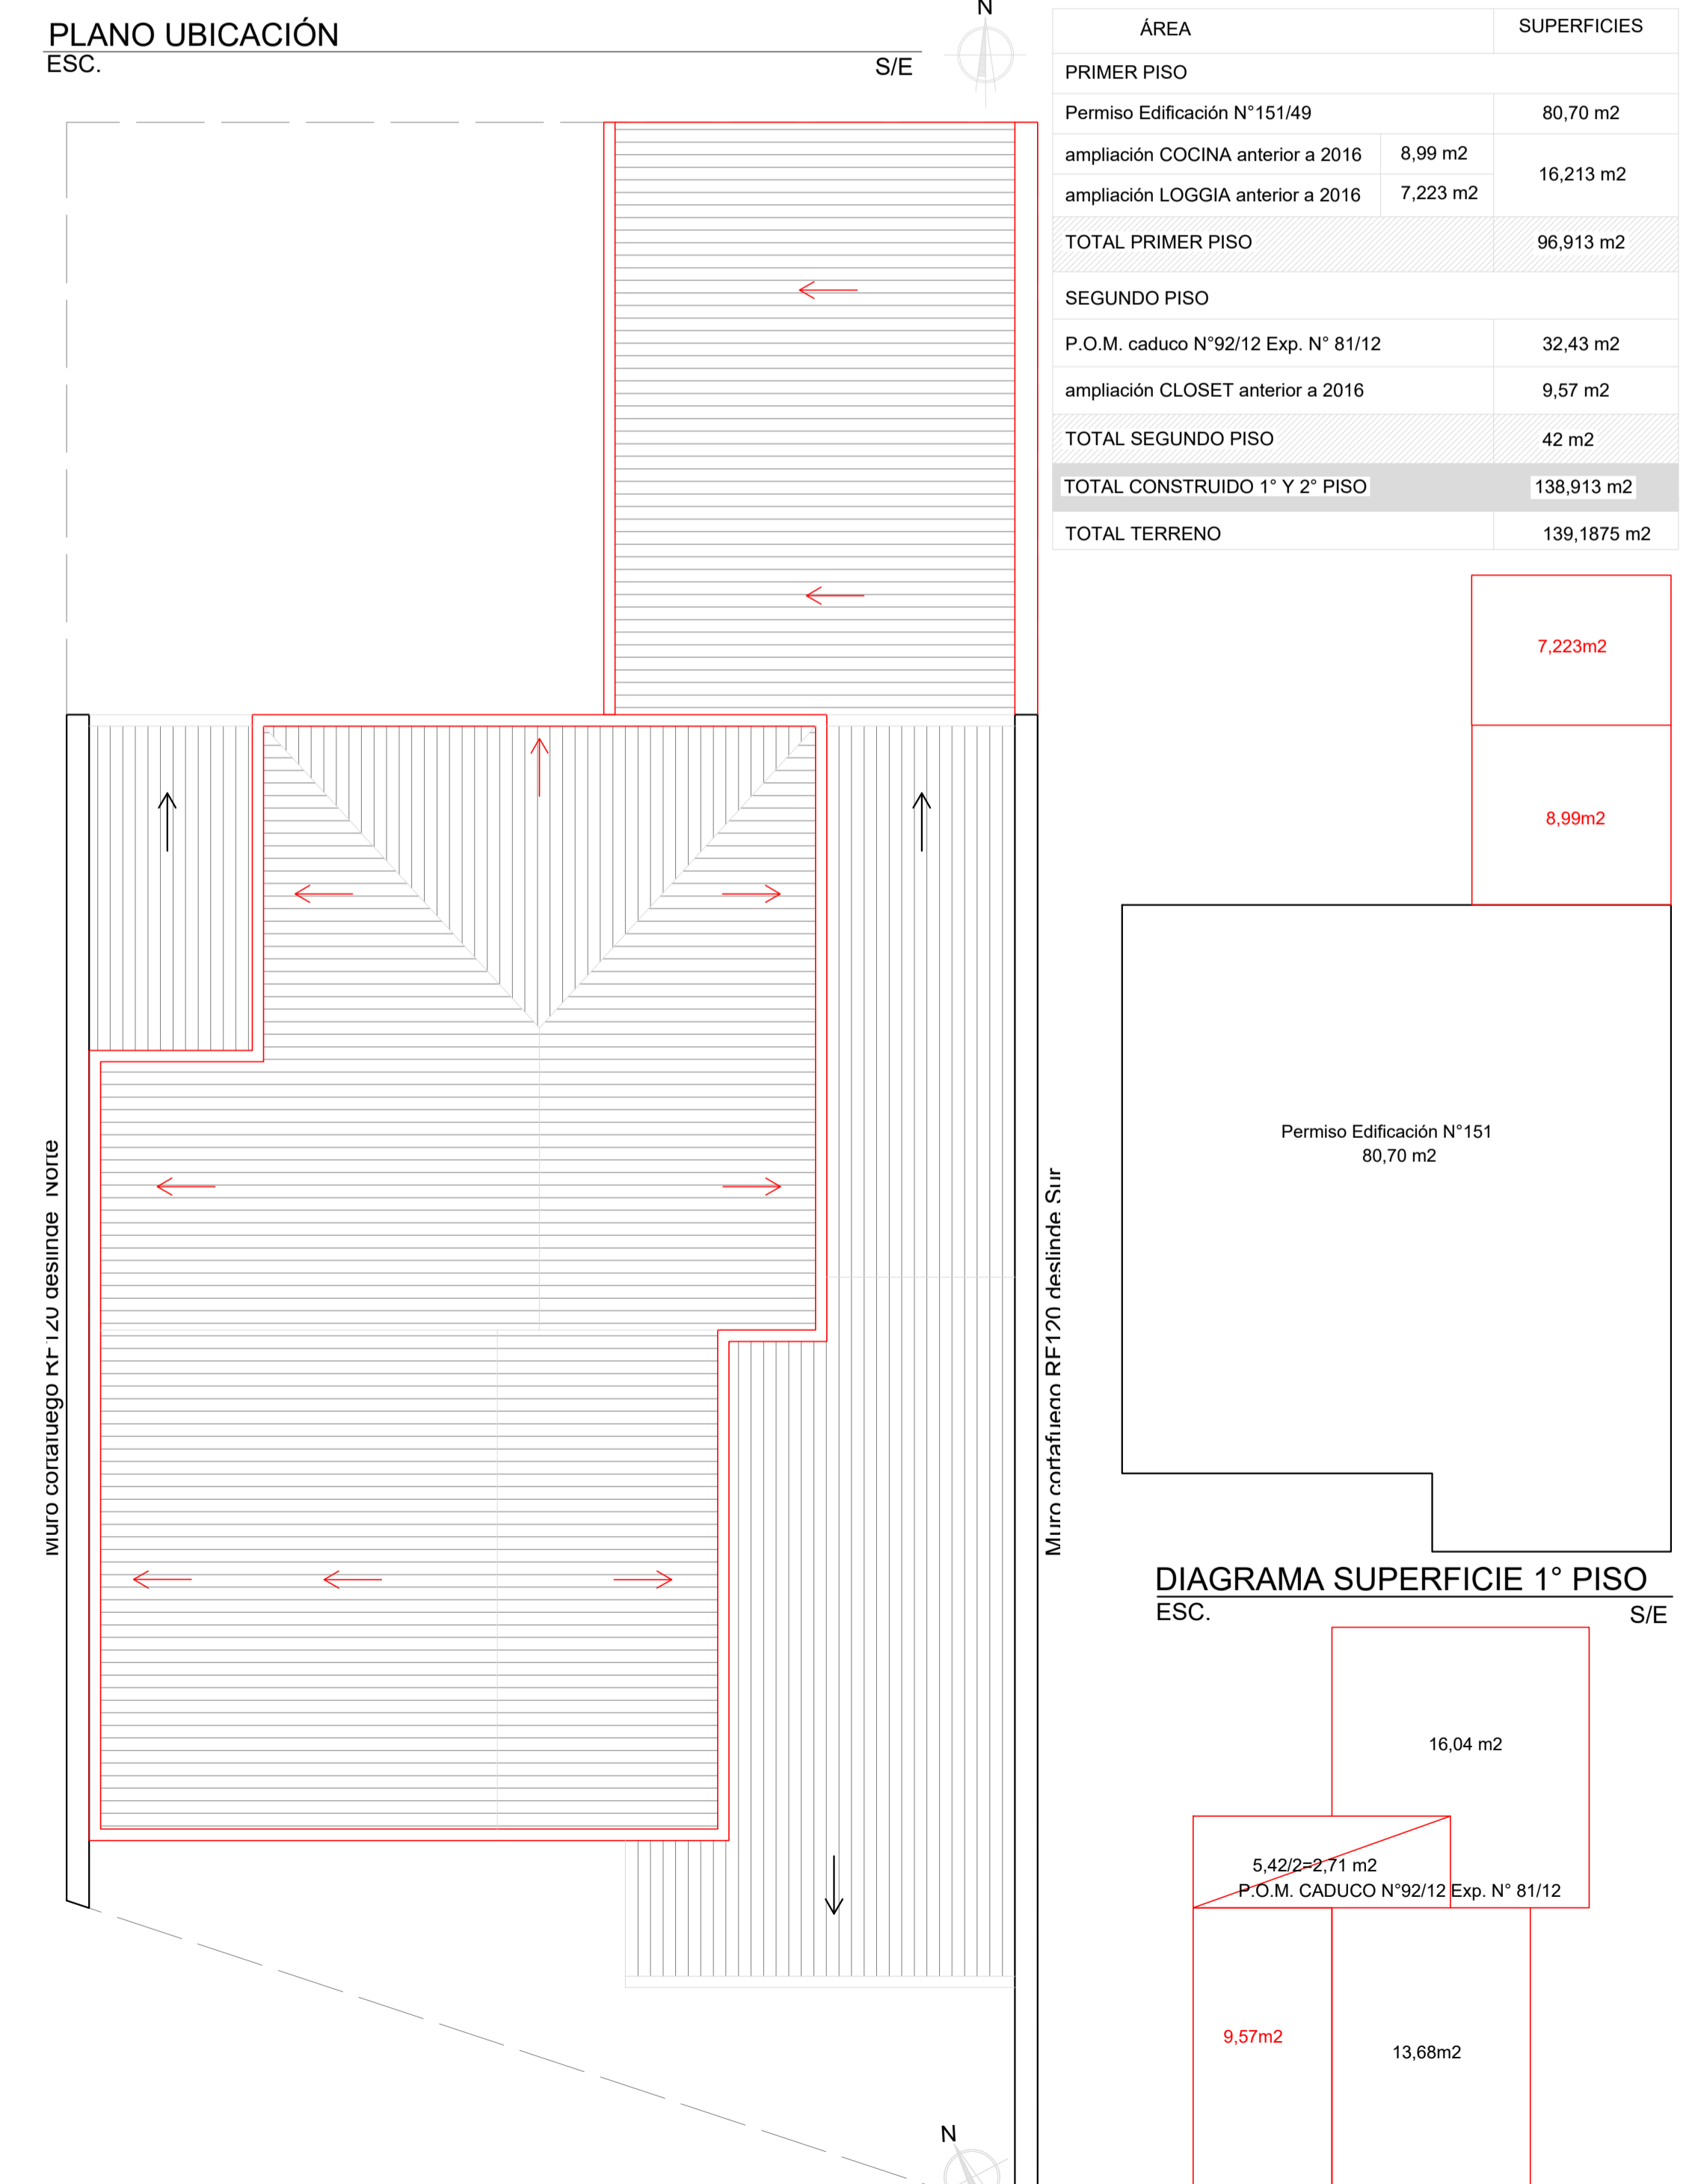 PLANO UBICACIÓN
ESC.
S/E
N
ÁREA SUPERFICIES
PRIMER PISO
Permiso Edificación N°151/49 80,70 m2
ampliación COCINA anterior a 2016 8,99 m2
16,213 m2
ampliación LOGGIA anterior a 2016 7,223 m2
TOTAL PRIMER PISO 96,913 m2
SEGUNDO PISO
P.O.M. caduco N°92/12 Exp. N° 81/12 32,43 m2
ampliación CLOSET anterior a 2016 9,57 m2
TOTAL SEGUNDO PISO 42 m2
TOTAL CONSTRUIDO 1° Y 2° PISO 138,913 m2
TOTAL TERRENO 139,1875 m2
Muro cortafuego RF120 deslinde Norte
Muro cortafuego RF120 deslinde Sur
7,223m2
8,99m2
Permiso Edificación N°151
80,70 m2
DIAGRAMA SUPERFICIE 1° PISO
ESC.
S/E
16,04 m2
5,42/2=2,71 m2
P.O.M. CADUCO N°92/12 Exp. N° 81/12
9,57m2
13,68m2
N